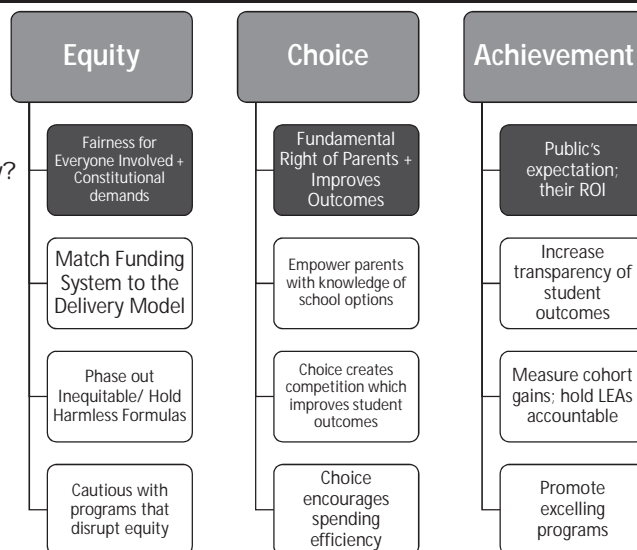 Equity
Fairness for
Everyone Involved +
Constitutional
demands
Match Funding
System to the
Delivery Model
Phase out
Inequitable/ Hold
Harmless Formulas
Cautious with
programs that
disrupt equity
Choice
Fundamental
Right of Parents +
Improves
Outcomes
Empower parents
with knowledge of
school options
Choice creates
competition which
improves student
outcomes
Choice
encourages
spending
efficiency
Achievement
Public's
expectation;
their ROI
Increase
transparency of
student
outcomes
Measure cohort
gains; hold LEAs
accountable
Promote
excelling
programs